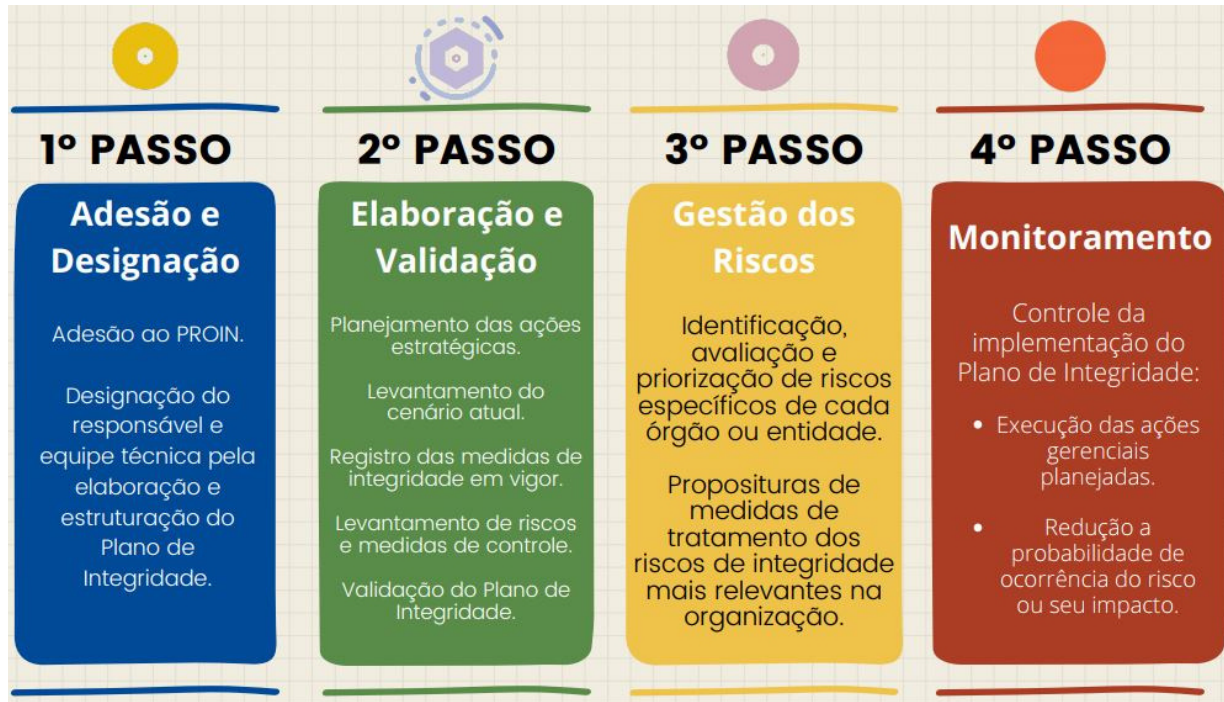 1º PASSO
Adesão e
Designação
Adesão ao PROIN.
Designação do
responsável e
equipe técnica pela
elaboração e
estruturação do
Plano de
Integridade.
2º PASSO
Elaboração e
Validação
Planejamento das ações
estratégicas.
Levantamento do
cenário atual.
Registro das medidas de
integridade em vigor.
Levantamento de riscos
e medidas de controle.
Validação do Plano de
Integridade.
3º PASSO
Gestão dos
Riscos
Identificação,
avaliação e
priorização de riscos
específicos de cada
órgão ou entidade.
Proposituras de
medidas de
tratamento dos
riscos de integridade
mais relevantes na
organização.
4º PASSO
Monitoramento
Controle da
implementação do
Plano de Integridade:
• Execução das ações
gerenciais
planejadas.
• Redução a
probabilidade de
ocorrência do risco
ou seu impacto.